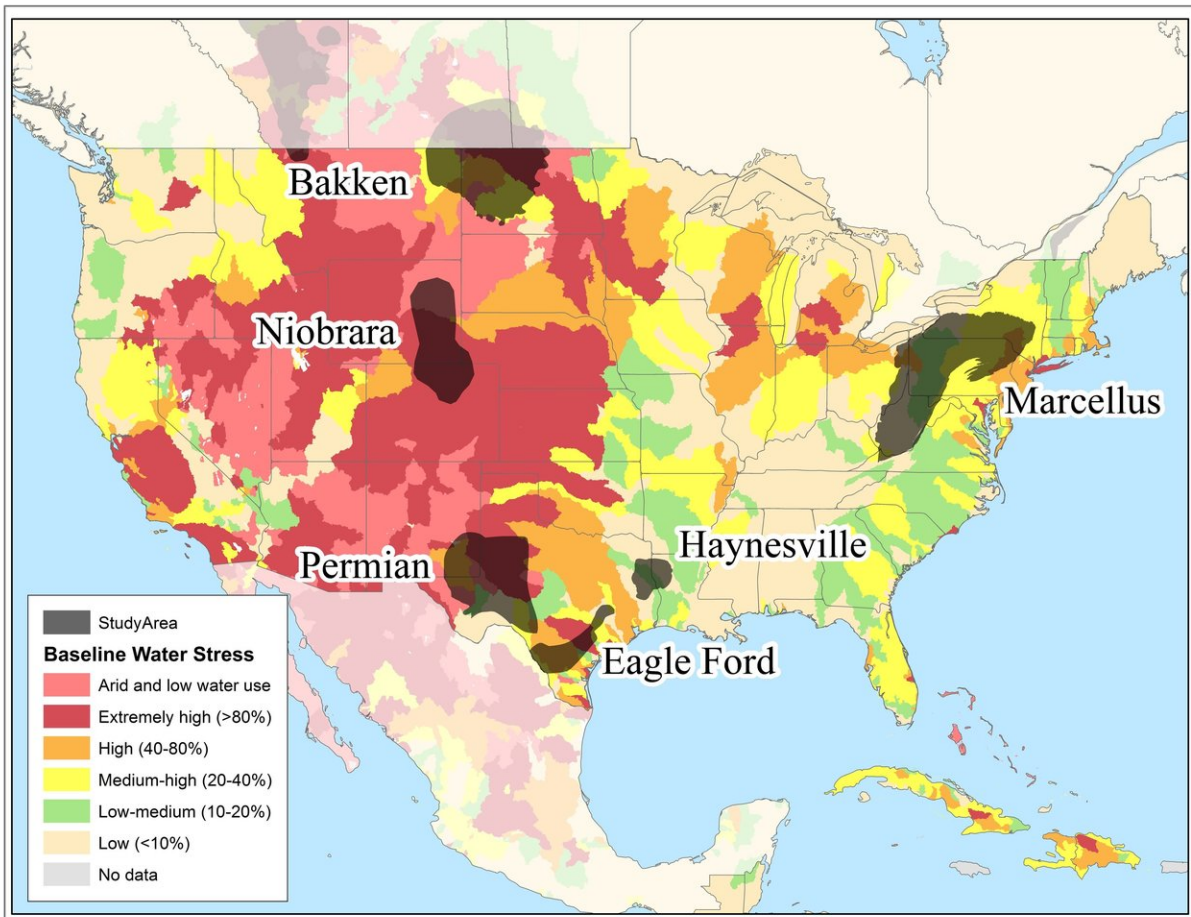 Bakken
Niobrara
Marcellus
Haynesville
Permian
Eagle Ford
StudyArea
Baseline Water Stress
Arid and low water use
Extremely high (>80%)
High (40-80%)
Medium-high (20-40%)
Low-medium (10-20%)
Low (<10%)
No data